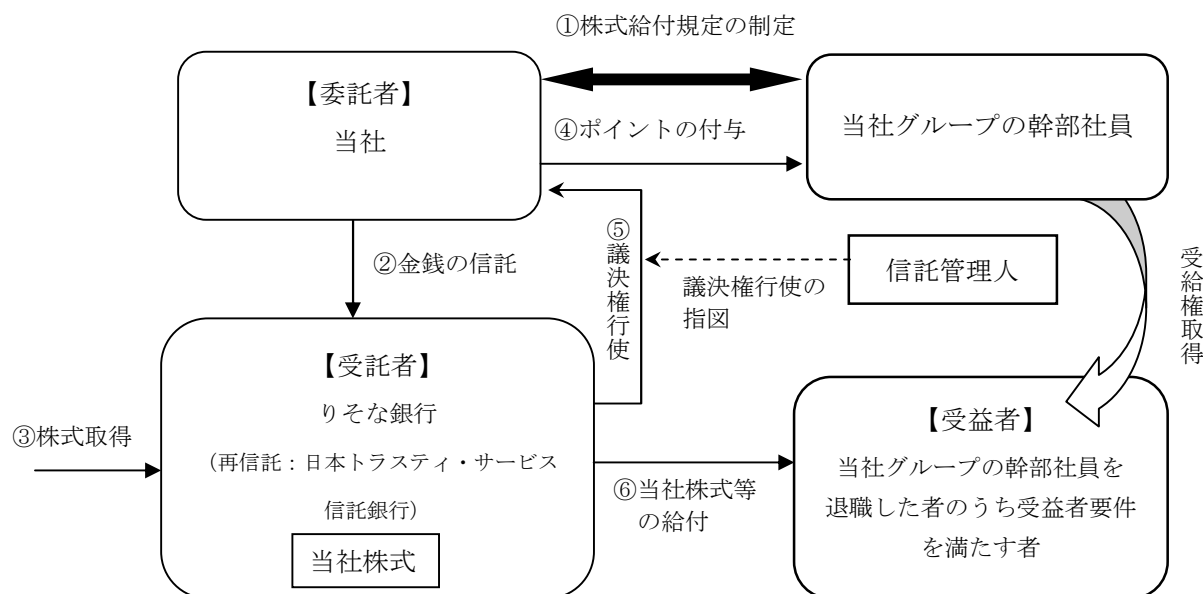 ①株式給付規定の制定
【委託者】
当社
当社グループの幹部社員
④ポイントの付与
②金銭の信託
⑤議決権行使
議決権行使の
指図
信託管理人
受給権取得
【受託者】
りそな銀行
(再信託：日本トラスティ・サービス
信託銀行)
当社株式
③株式取得
⑥当社株式等
の給付
【受益者】
当社グループの幹部社員を
退職した者のうち受益者要件
を満たす者